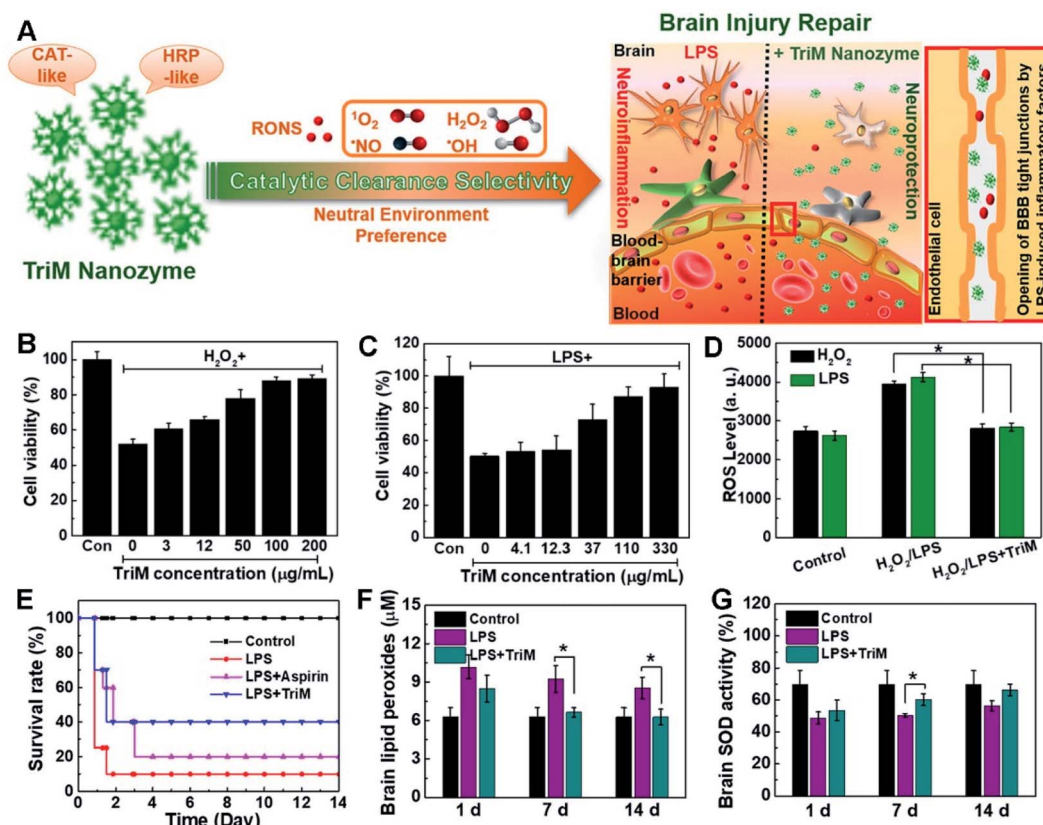 A
CAT-
like
HRP
-like
TriM Nanozyme
RONS
¹O₂
H₂O₂
•NO
•OH
Catalytic Clearance Selectivity
Neutral Environment
Preference
Brain Injury Repair
Brain
LPS
+ TriM Nanozyme
Neuroinflammation
Neuroprotection
Blood-
brain
barrier
Blood
Endothelial cell
Opening of BBB tight junctions by
LPS-induced inflammatory factors
B
H₂O₂+
Cell viability (%)
100
80
60
40
20
0
Con 0 3 12 50 100 200
TriM concentration (μg/mL)
C
LPS+
Cell viability (%)
120
100
80
60
40
20
0
Con 0 4.1 12.3 37 110 330
TriM concentration (μg/mL)
D
H₂O₂
LPS
* *
ROS Level (a. u.)
5000
4000
3000
2000
1000
0
Control H₂O₂/LPS H₂O₂/LPS+TriM
E
Survival rate (%)
100
80
60
40
20
0
Control
LPS
LPS+Aspirin
LPS+TriM
0 2 4 6 8 10 12 14
Time (Day)
F
Brain lipid peroxides (μM)
12
9
6
3
0
Control
LPS
LPS+TriM
* *
1 d 7 d 14 d
G
Brain SOD activity (%)
100
80
60
40
20
0
Control
LPS
LPS+TriM
*
1 d 7 d 14 d